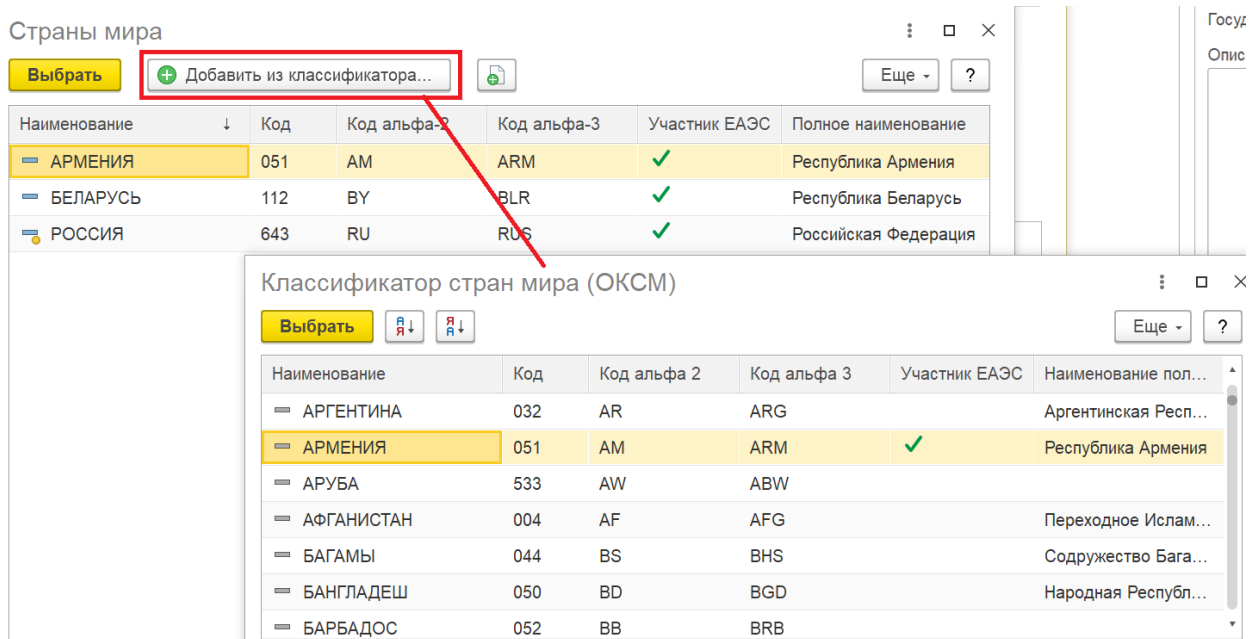 Страны мира
Выбрать Добавить из классификатора... Еще ?
Наименование ↓ Код Код альфа-2 Код альфа-3 Участник ЕАЭС Полное наименование
АРМЕНИЯ 051 AM ARM Республика Армения
БЕЛАРУСЬ 112 BY BLR Республика Беларусь
РОССИЯ 643 RU RUS Российская Федерация
Госуд
Опис
Классификатор стран мира (ОКСМ)
Выбрать Еще ?
Наименование Код Код альфа 2 Код альфа 3 Участник ЕАЭС Наименование пол...
АРГЕНТИНА 032 AR ARG Аргентинская Респ...
АРМЕНИЯ 051 AM ARM Республика Армения
АРУБА 533 AW ABW
АФГАНИСТАН 004 AF AFG Переходное Ислам...
БАГАМЫ 044 BS BHS Содружество Бага...
БАНГЛАДЕШ 050 BD BGD Народная Республ...
БАРБАДОС 052 BB BRB